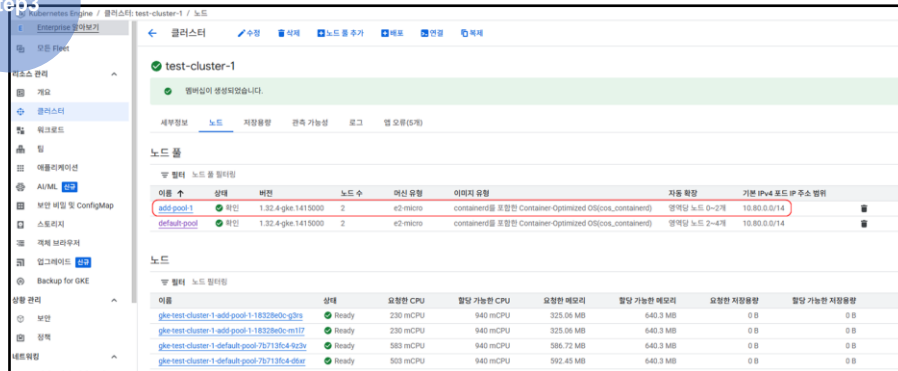 tep3
Kubernetes Engine / 클러스터: test-cluster-1 / 노드
Enterprise 알아보기
모든 Fleet
리소스 관리
개요
클러스터
워크로드
팀
애플리케이션
AI/ML 신규
보안 비밀 및 ConfigMap
스토리지
객체 브라우저
업그레이드 신규
Backup for GKE
상황 관리
보안
정책
네트워킹
클러스터 수정 삭제 노드 풀 추가 배포 연결 복제
test-cluster-1
멤버십이 생성되었습니다.
세부정보 노드 저장용량 관측 가능성 로그 앱 오류(5개)
노드 풀
필터 노드 풀 필터링
이름 상태 버전 노드 수 머신 유형 이미지 유형 자동 확장 기본 IPv4 포드 IP 주소 범위
add-pool-1 확인 1.32.4-gke.1415000 2 e2-micro containerd를 포함한 Container-Optimized OS(cos_containerd) 영역당 노드 0~2개 10.80.0.0/14
default-pool 확인 1.32.4-gke.1415000 2 e2-micro containerd를 포함한 Container-Optimized OS(cos_containerd) 영역당 노드 2~4개 10.80.0.0/14
노드
필터 노드 필터링
이름 상태 요청한 CPU 할당 가능한 CPU 요청한 메모리 할당 가능한 메모리 요청한 저장용량 할당 가능한 저장용량
gke-test-cluster-1-add-pool-1-18328e0c-g3rs Ready 230 mCPU 940 mCPU 325.06 MB 640.3 MB 0 B 0 B
gke-test-cluster-1-add-pool-1-18328e0c-m1l7 Ready 230 mCPU 940 mCPU 325.06 MB 640.3 MB 0 B 0 B
gke-test-cluster-1-default-pool-7b713fc4-9z3v Ready 583 mCPU 940 mCPU 586.72 MB 640.3 MB 0 B 0 B
gke-test-cluster-1-default-pool-7b713fc4-d6xr Ready 503 mCPU 940 mCPU 592.45 MB 640.3 MB 0 B 0 B